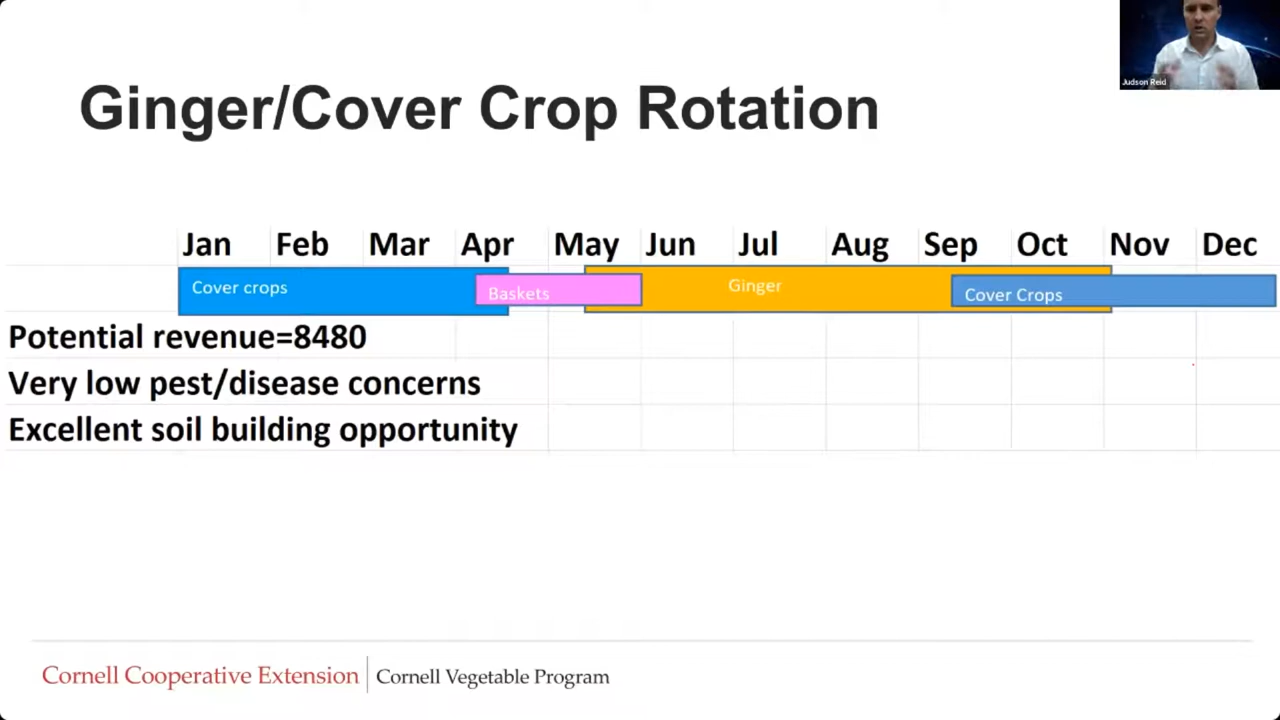 Judson Reid
Ginger/Cover Crop Rotation
Jan Feb Mar Apr May Jun Jul Aug Sep Oct Nov Dec
Cover crops Baskets Ginger Cover Crops
Potential revenue=8480
Very low pest/disease concerns
Excellent soil building opportunity
Cornell Cooperative Extension | Cornell Vegetable Program